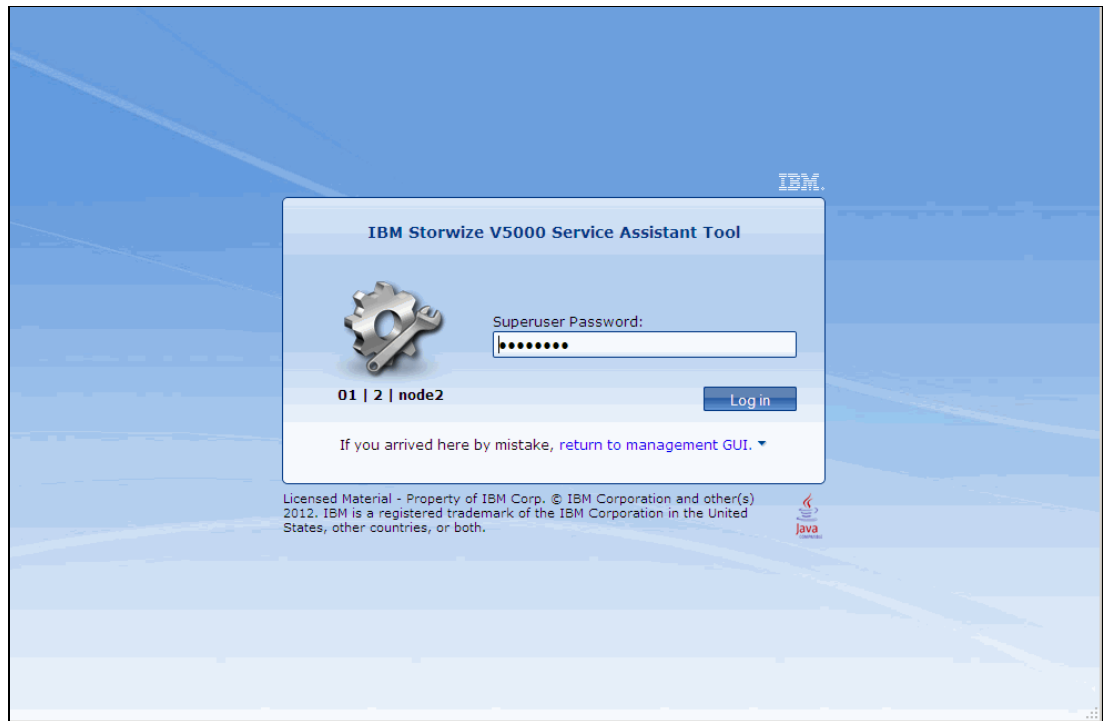 IBM.
IBM Storwize V5000 Service Assistant Tool
Superuser Password:
••••••••
01 | 2 | node2
Log in
If you arrived here by mistake, return to management GUI.
Licensed Material - Property of IBM Corp. © IBM Corporation and other(s)
2012. IBM is a registered trademark of the IBM Corporation in the United
States, other countries, or both.
Java